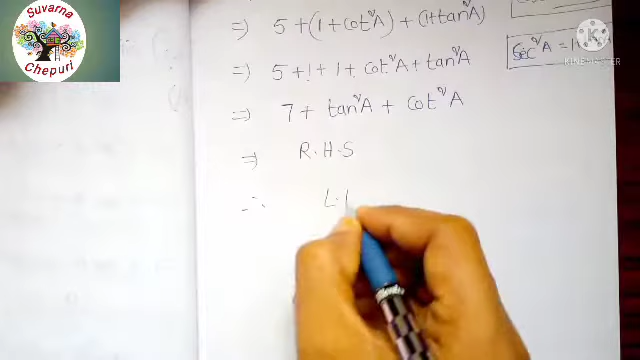 Suvarna
Chepuri
⇒ 5 + (1 + cot²A) + (1 + tan²A)
⇒ 5 + 1 + 1 + cot²A + tan²A
Sec²A - 1
KINEMASTER
⇒ 7 + tan²A + cot²A
⇒ R.H.S
∴ L.